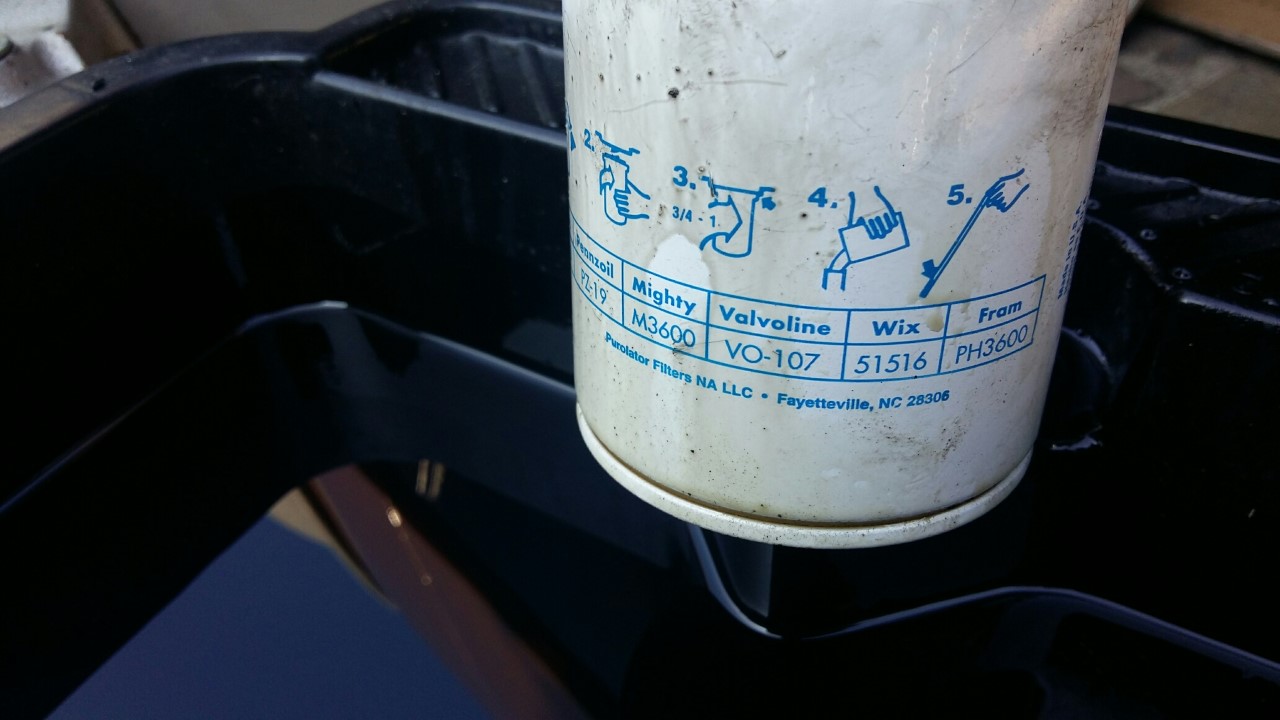 2. 3. 4. 5.
3/4 - 1
Pennzoil Mighty Valvoline Wix Fram
PZ-19 M3600 VO-107 51516 PH3600
Purolator Filters NA LLC • Fayetteville, NC 28306